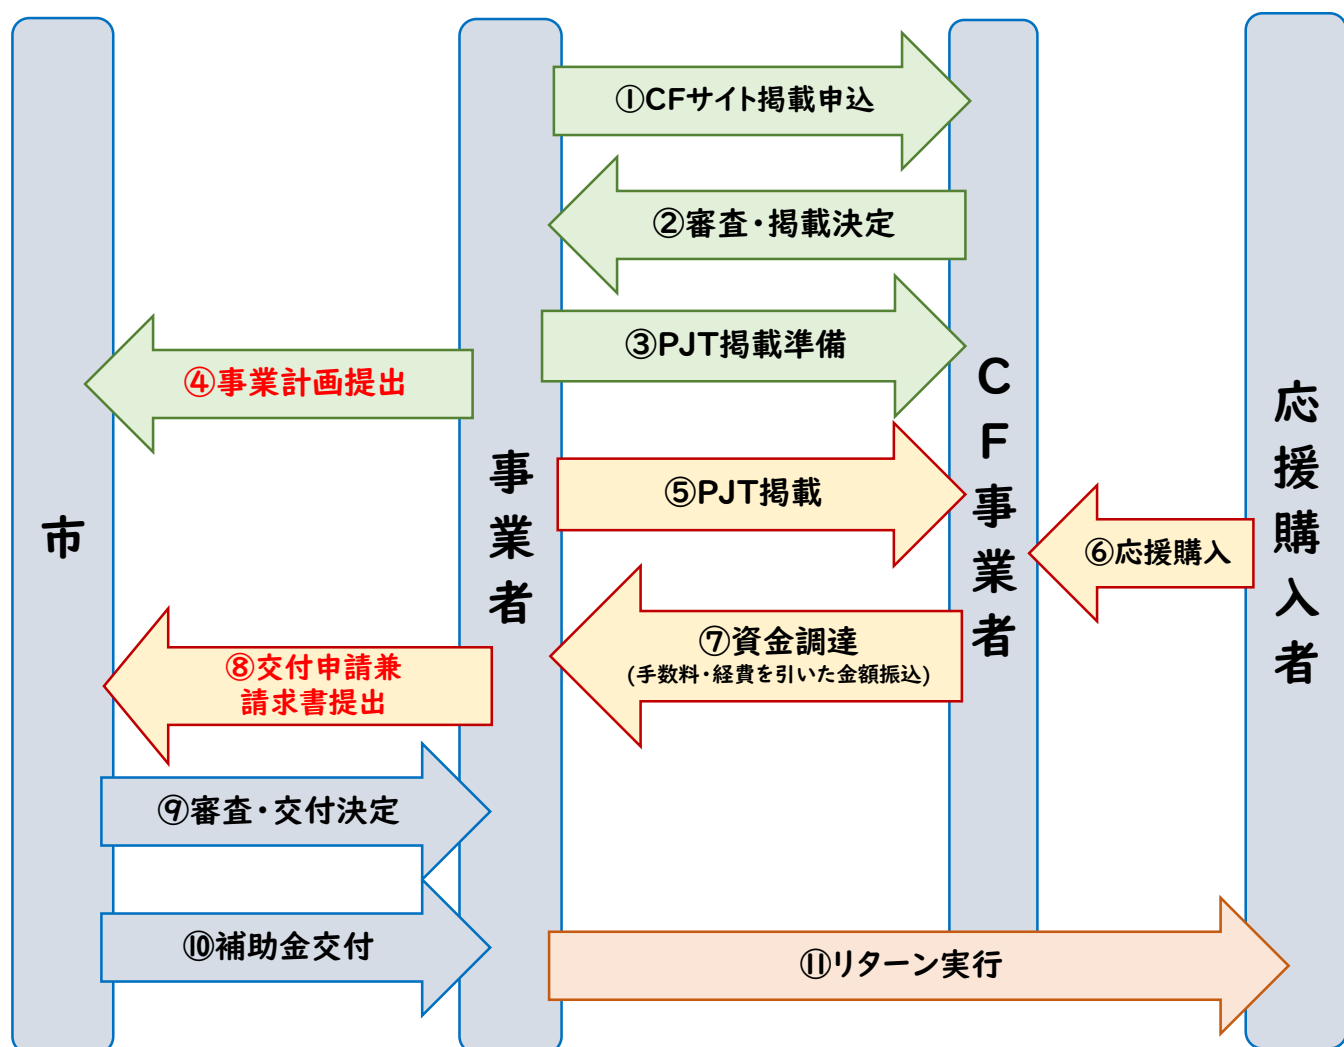 ①CFサイト掲載申込
②審査・掲載決定
③PJT掲載準備
④事業計画提出
⑤PJT掲載
⑥応援購入
⑦資金調達
(手数料・経費を引いた金額振込)
⑧交付申請兼
請求書提出
⑨審査・交付決定
⑩補助金交付
⑪リターン実行
市
事業者
CF事業者
応援購入者